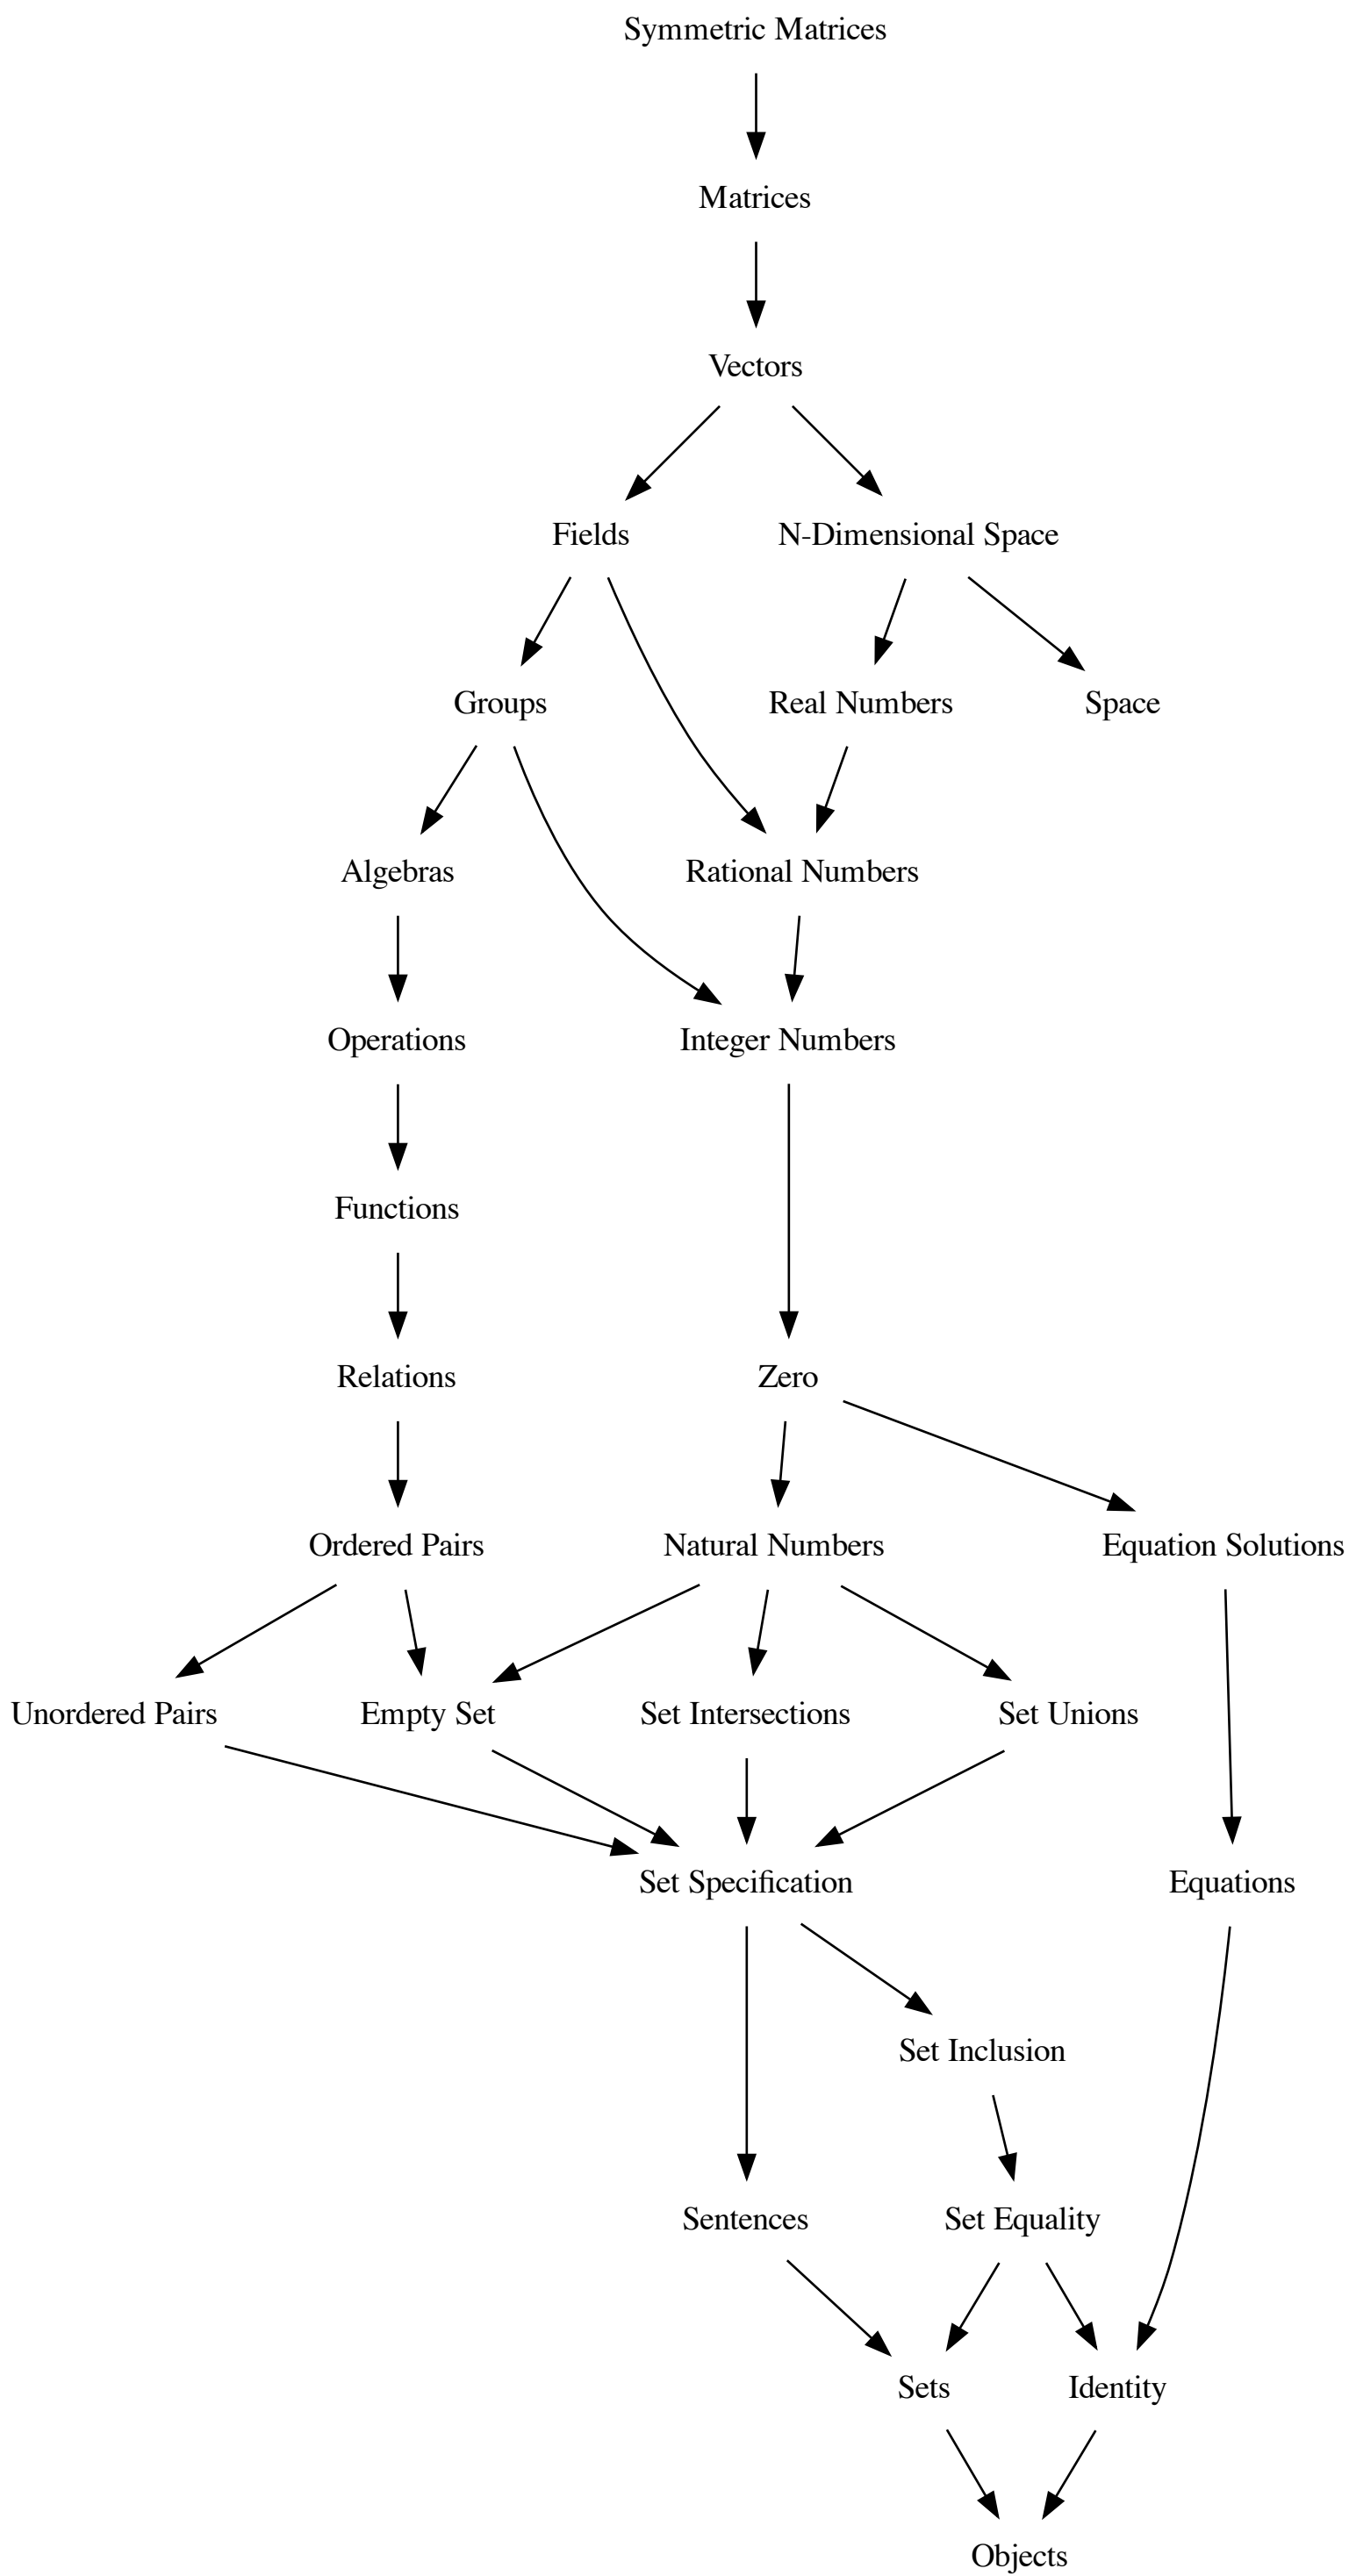 Symmetric Matrices
Matrices
Vectors
Fields
N-Dimensional Space
Groups
Real Numbers
Space
Algebras
Rational Numbers
Operations
Integer Numbers
Functions
Relations
Zero
Ordered Pairs
Natural Numbers
Equation Solutions
Unordered Pairs
Empty Set
Set Intersections
Set Unions
Set Specification
Equations
Set Inclusion
Sentences
Set Equality
Sets
Identity
Objects